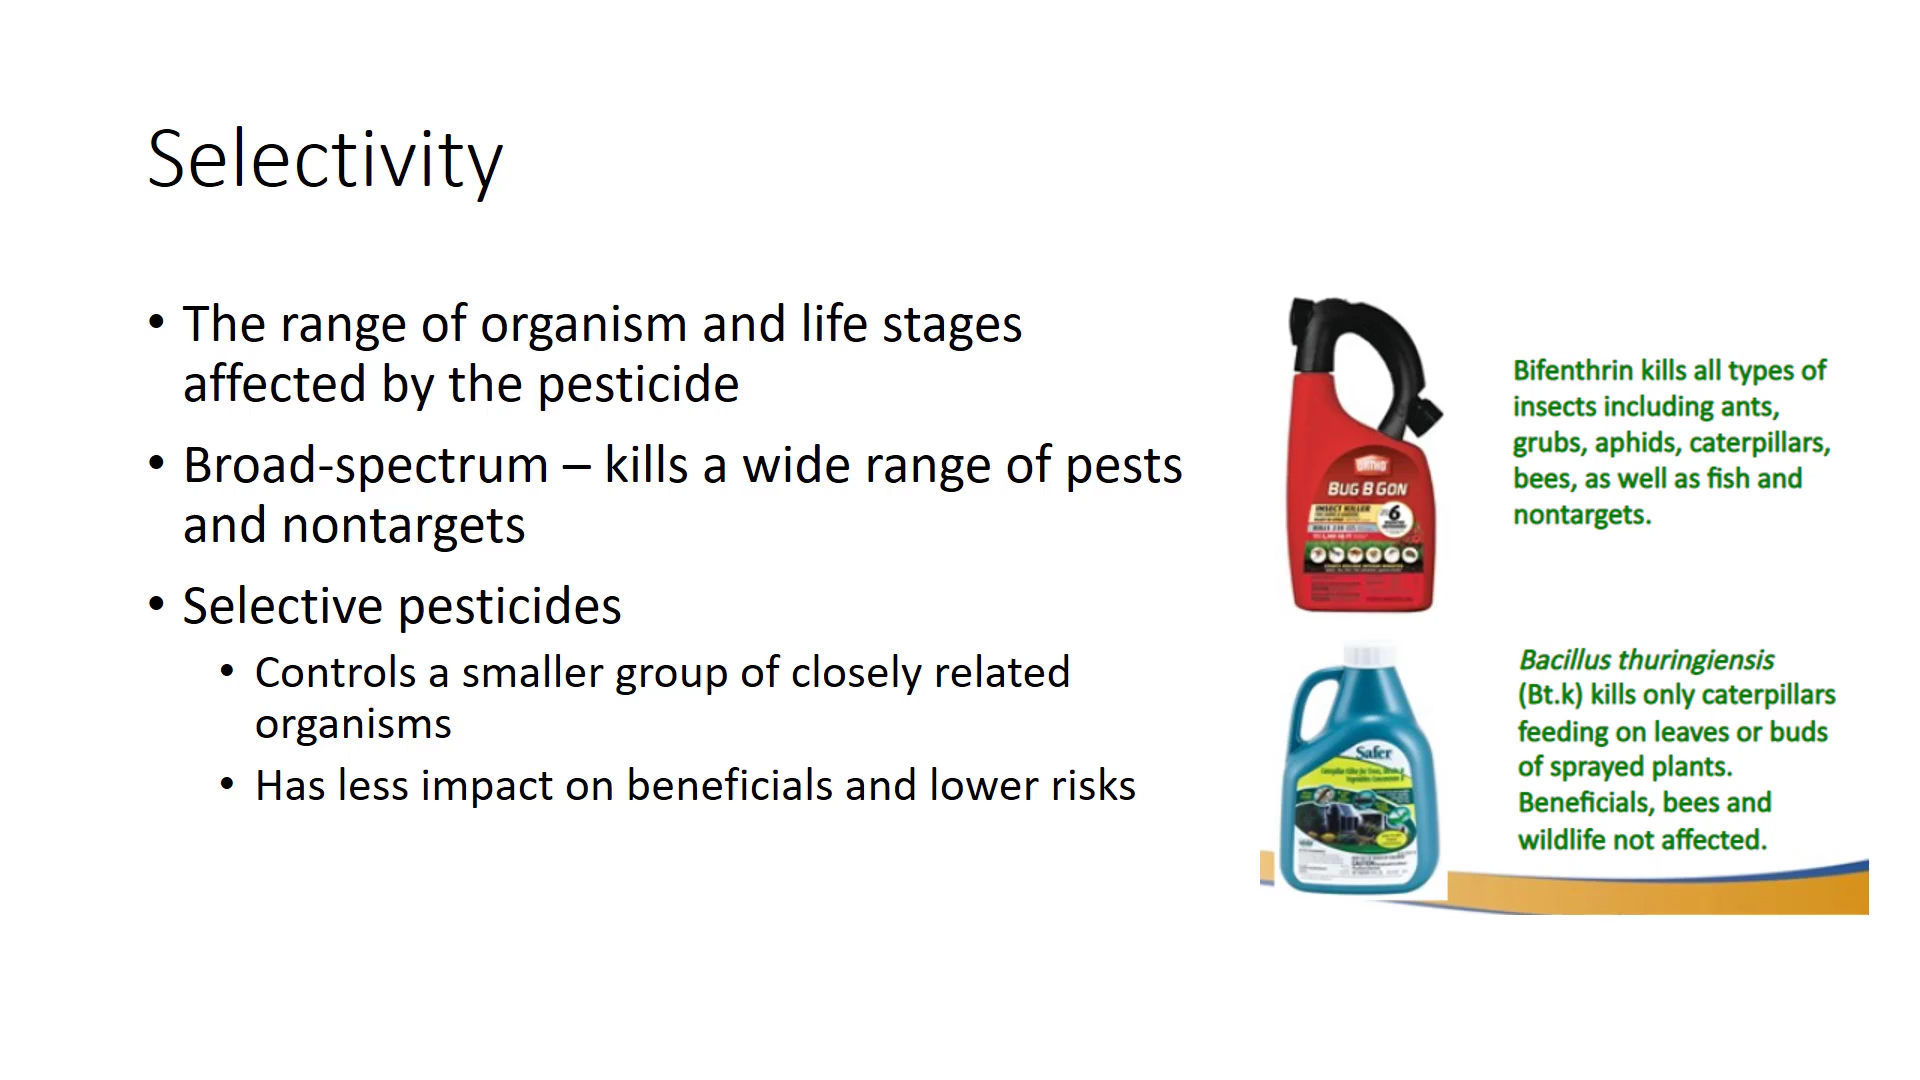 Selectivity
• The range of organism and life stages
affected by the pesticide
• Broad-spectrum – kills a wide range of pests
and nontargets
• Selective pesticides
• Controls a smaller group of closely related
organisms
• Has less impact on beneficials and lower risks
ORTHO
BUG B GON
INSECT KILLER
6
Bifenthrin kills all types of
insects including ants,
grubs, aphids, caterpillars,
bees, as well as fish and
nontargets.
Safer
CAUTION
Bacillus thuringiensis
(Bt.k) kills only caterpillars
feeding on leaves or buds
of sprayed plants.
Beneficials, bees and
wildlife not affected.